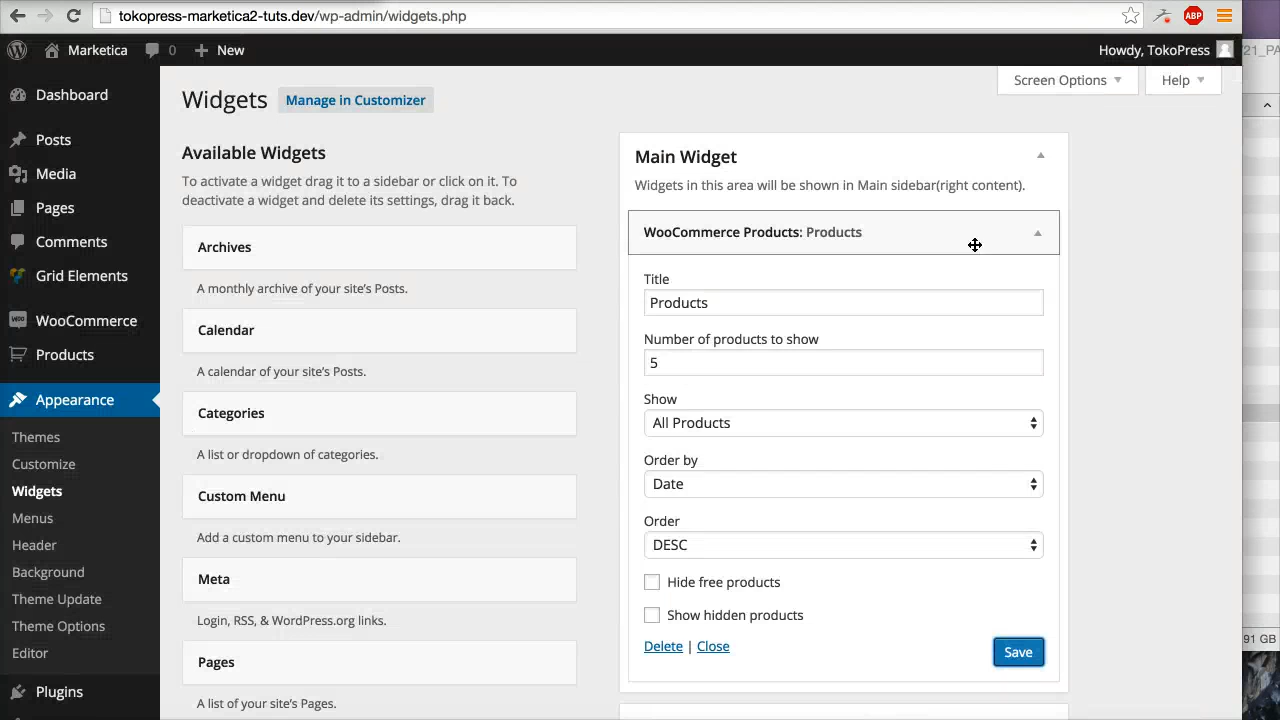 tokopress-marketica2-tuts.dev/wp-admin/widgets.php
ABP
Marketica 0 New
Howdy, TokoPress
21_PA
Dashboard
Posts
Media
Pages
Comments
Grid Elements
WooCommerce
Products
Appearance
Themes
Customize
Widgets
Menus
Header
Background
Theme Update
Theme Options
Editor
Plugins
Screen Options
Help
Widgets
Manage in Customizer
Available Widgets
To activate a widget drag it to a sidebar or click on it. To
deactivate a widget and delete its settings, drag it back.
Archives
A monthly archive of your site's Posts.
Calendar
A calendar of your site's Posts.
Categories
A list or dropdown of categories.
Custom Menu
Add a custom menu to your sidebar.
Meta
Login, RSS, & WordPress.org links.
Pages
A list of your site's Pages.
Main Widget
Widgets in this area will be shown in Main sidebar(right content).
WooCommerce Products: Products
Title
Products
Number of products to show
5
Show
All Products
Order by
Date
Order
DESC
Hide free products
Show hidden products
Delete | Close
Save
91 GB